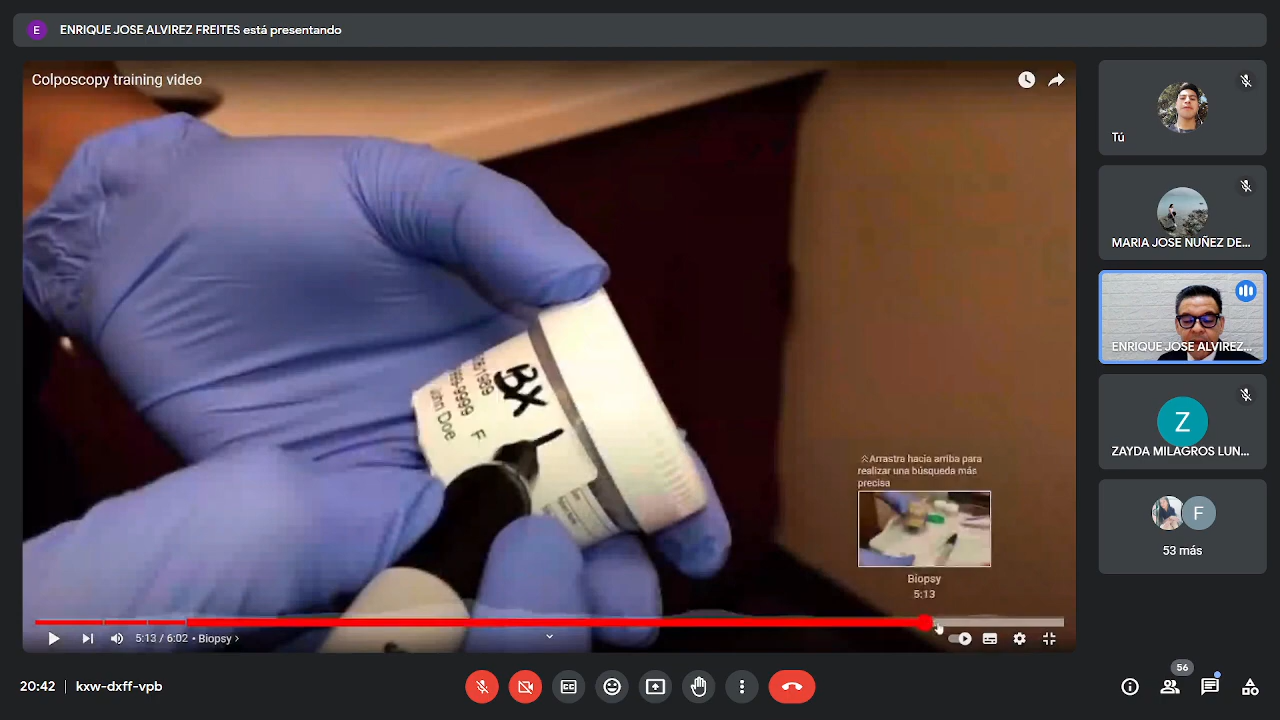 E
ENRIQUE JOSE ALVIREZ FREITES está presentando
Colposcopy training video
Tú
MARIA JOSE NUÑEZ DE...
ENRIQUE JOSE ALVIREZ...
Z
ZAYDA MILAGROS LUN...
F
53 más
BX
1989
-9999 F
John Doe
Arrastra hacia arriba para
realizar una búsqueda más
precisa
Biopsy
5:13
5:13 / 6:02 • Biopsy ›
20:42 | kxw-dxff-vpb
56